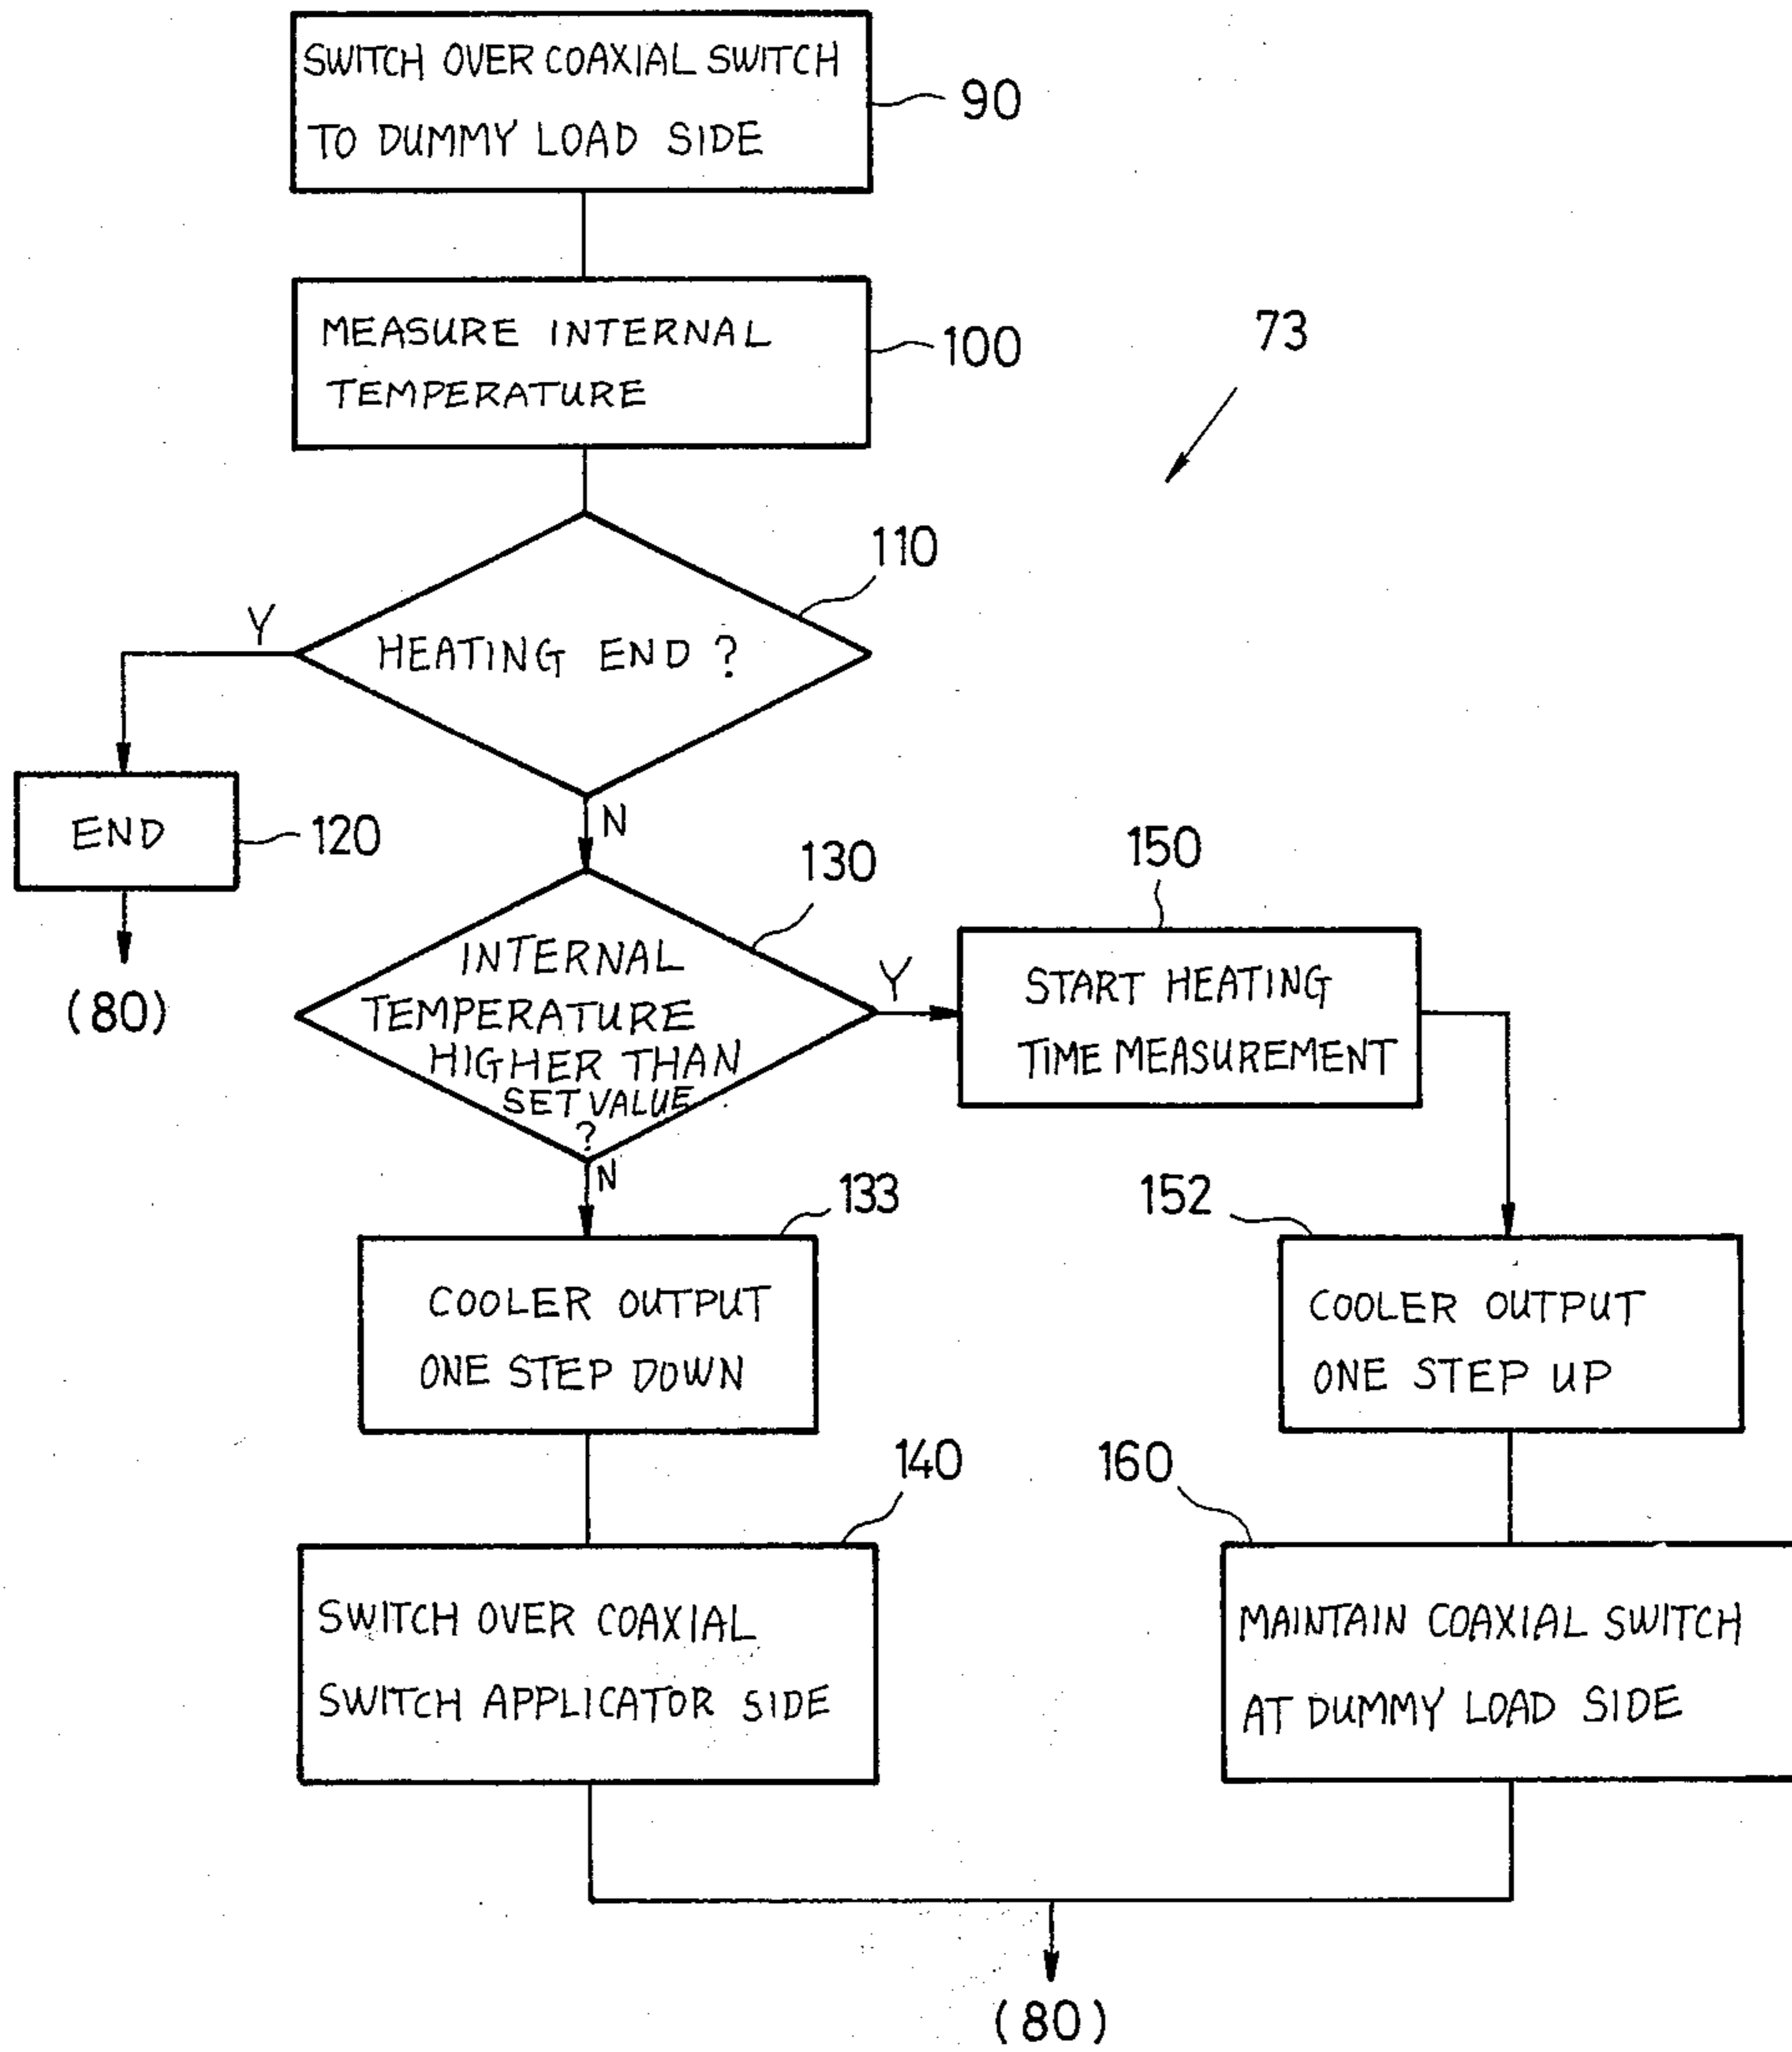 SWITCH OVER COAXIAL SWITCH
TO DUMMY LOAD SIDE
90
MEASURE INTERNAL
TEMPERATURE
100
73
110
Y
HEATING END ?
N
END
120
(80)
130
INTERNAL
TEMPERATURE
HIGHER THAN
SET VALUE
?
Y
N
150
START HEATING
TIME MEASUREMENT
133
COOLER OUTPUT
ONE STEP DOWN
152
COOLER OUTPUT
ONE STEP UP
140
SWITCH OVER COAXIAL
SWITCH APPLICATOR SIDE
160
MAINTAIN COAXIAL SWITCH
AT DUMMY LOAD SIDE
(80)